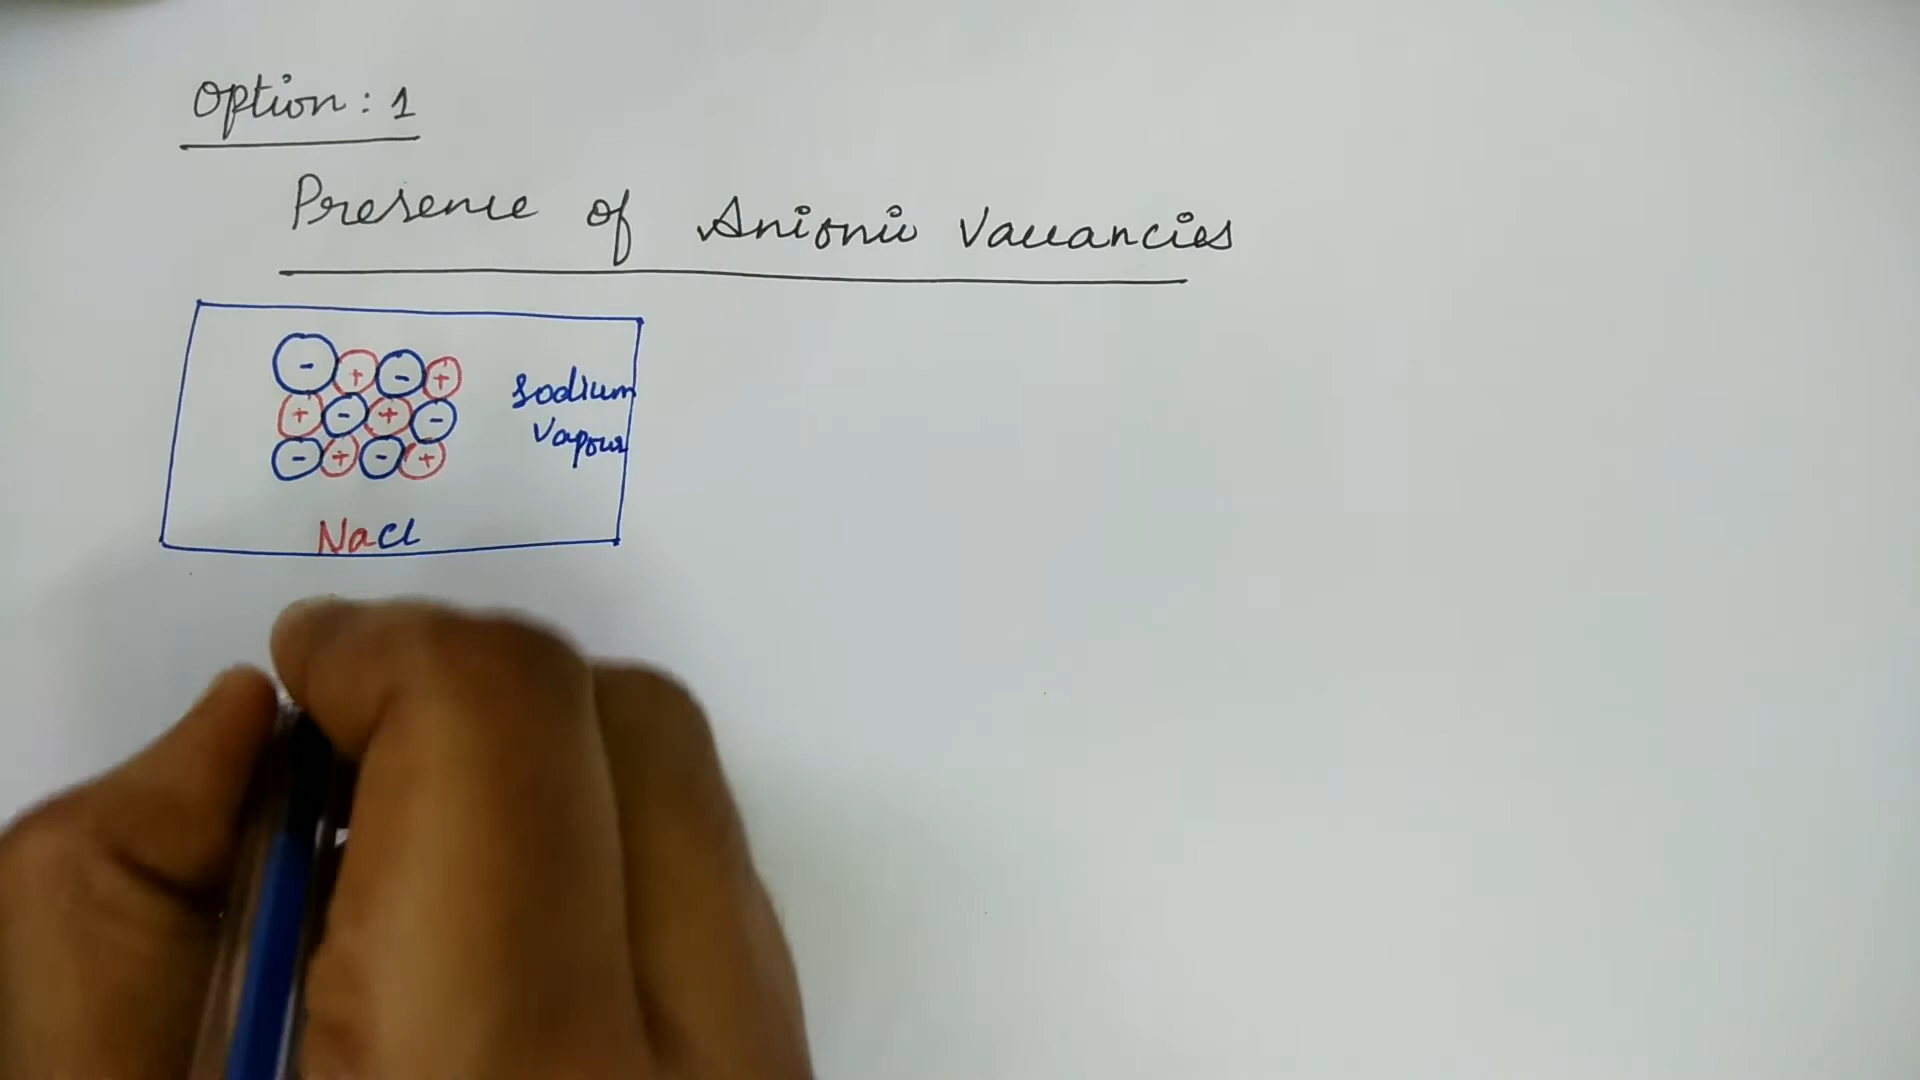 Option : 1
Presence of Anionic Vacancies
- + - +
+ - + -
- + - +
Sodium
Vapour
NaCl